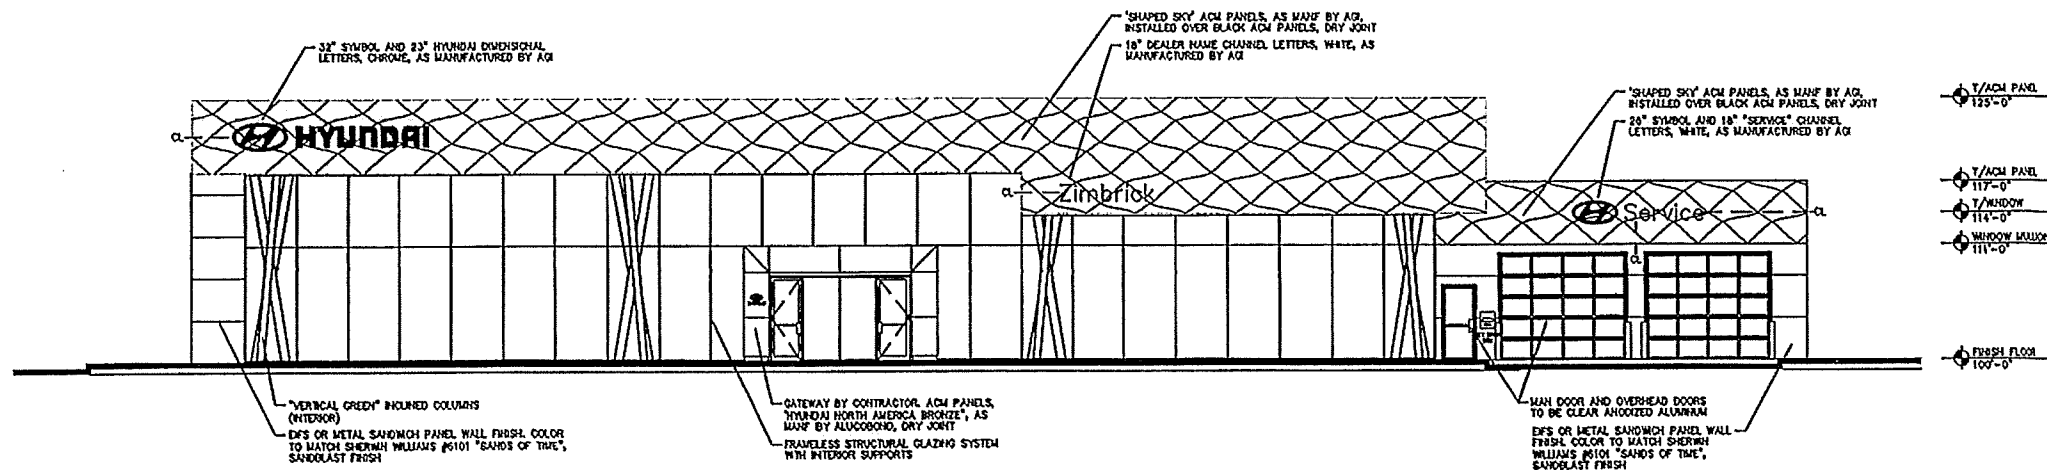 32" SYMBOL AND 23" HYUNDAI DIMENSIONAL
LETTERS, CHROME, AS MANUFACTURED BY AGI
'SHAPED SKY' ACM PANELS, AS MANF BY AGI,
INSTALLED OVER BLACK ACM PANELS, DRY JOINT
18" DEALER NAME CHANNEL LETTERS, WHITE, AS
MANUFACTURED BY AGI
'SHAPED SKY' ACM PANELS, AS MANF BY AGI,
INSTALLED OVER BLACK ACM PANELS, DRY JOINT
26" SYMBOL AND 18" "SERVICE" CHANNEL
LETTERS, WHITE, AS MANUFACTURED BY AGI
T/ACM PANEL
125'-0"
T/ACM PANEL
117'-0"
T/WINDOW
114'-0"
WINDOW MULLION
111'-0"
FINISH FLOOR
100'-0"
HYUNDAI
Zimbrick
Service
"VERTICAL GREEN" INCLINED COLUMNS
(INTERIOR)
EIFS OR METAL SANDWICH PANEL WALL FINISH. COLOR
TO MATCH SHERWIN WILLIAMS #6101 "SANDS OF TIME",
SANDBLAST FINISH
GATEWAY BY CONTRACTOR. ACM PANELS,
'HYUNDAI NORTH AMERICA BRONZE', AS
MANF BY ALUCOBOND, DRY JOINT
FRAMELESS STRUCTURAL GLAZING SYSTEM
WITH INTERIOR SUPPORTS
MAN DOOR AND OVERHEAD DOORS
TO BE CLEAR ANODIZED ALUMINUM
EIFS OR METAL SANDWICH PANEL WALL
FINISH. COLOR TO MATCH SHERWIN
WILLIAMS #6101 "SANDS OF TIME",
SANDBLAST FINISH